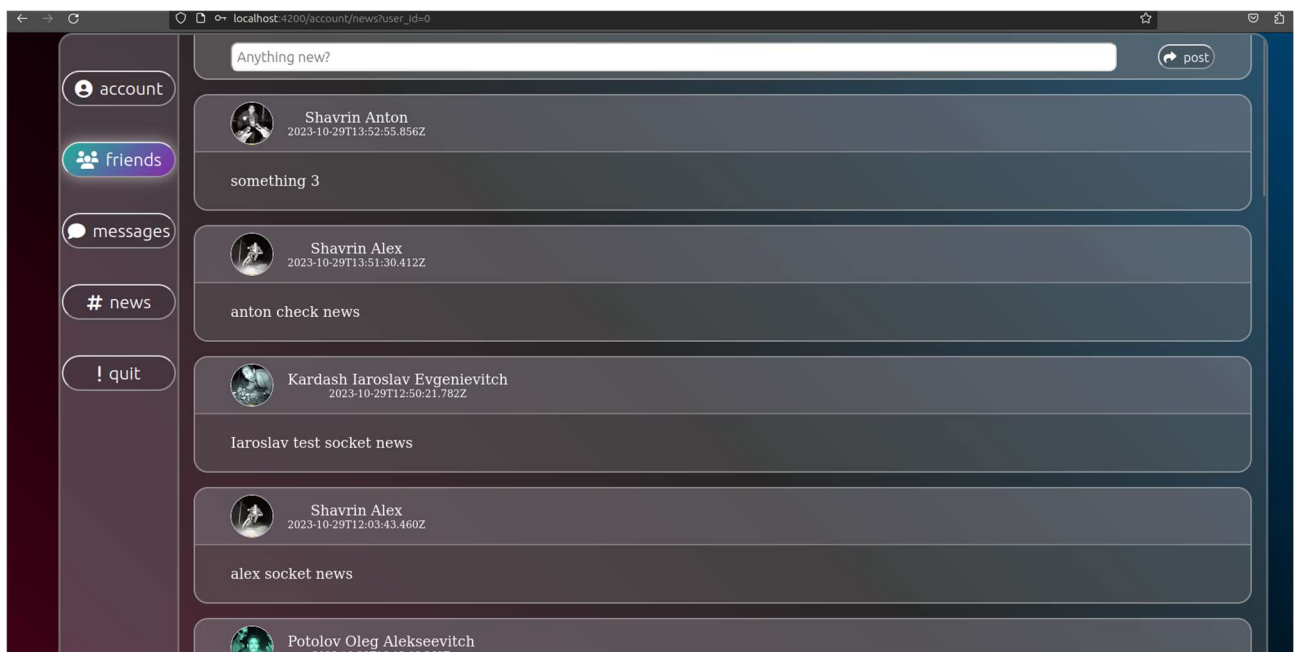 localhost:4200/account/news?user_id=0
Anything new?
post
account
friends
messages
# news
! quit
Shavrin Anton
2023-10-29T13:52:55.856Z
something 3
Shavrin Alex
2023-10-29T13:51:30.412Z
anton check news
Kardash Iaroslav Evgenievitch
2023-10-29T12:50:21.782Z
Iaroslav test socket news
Shavrin Alex
2023-10-29T12:03:43.460Z
alex socket news
Potolov Oleg Alekseevitch